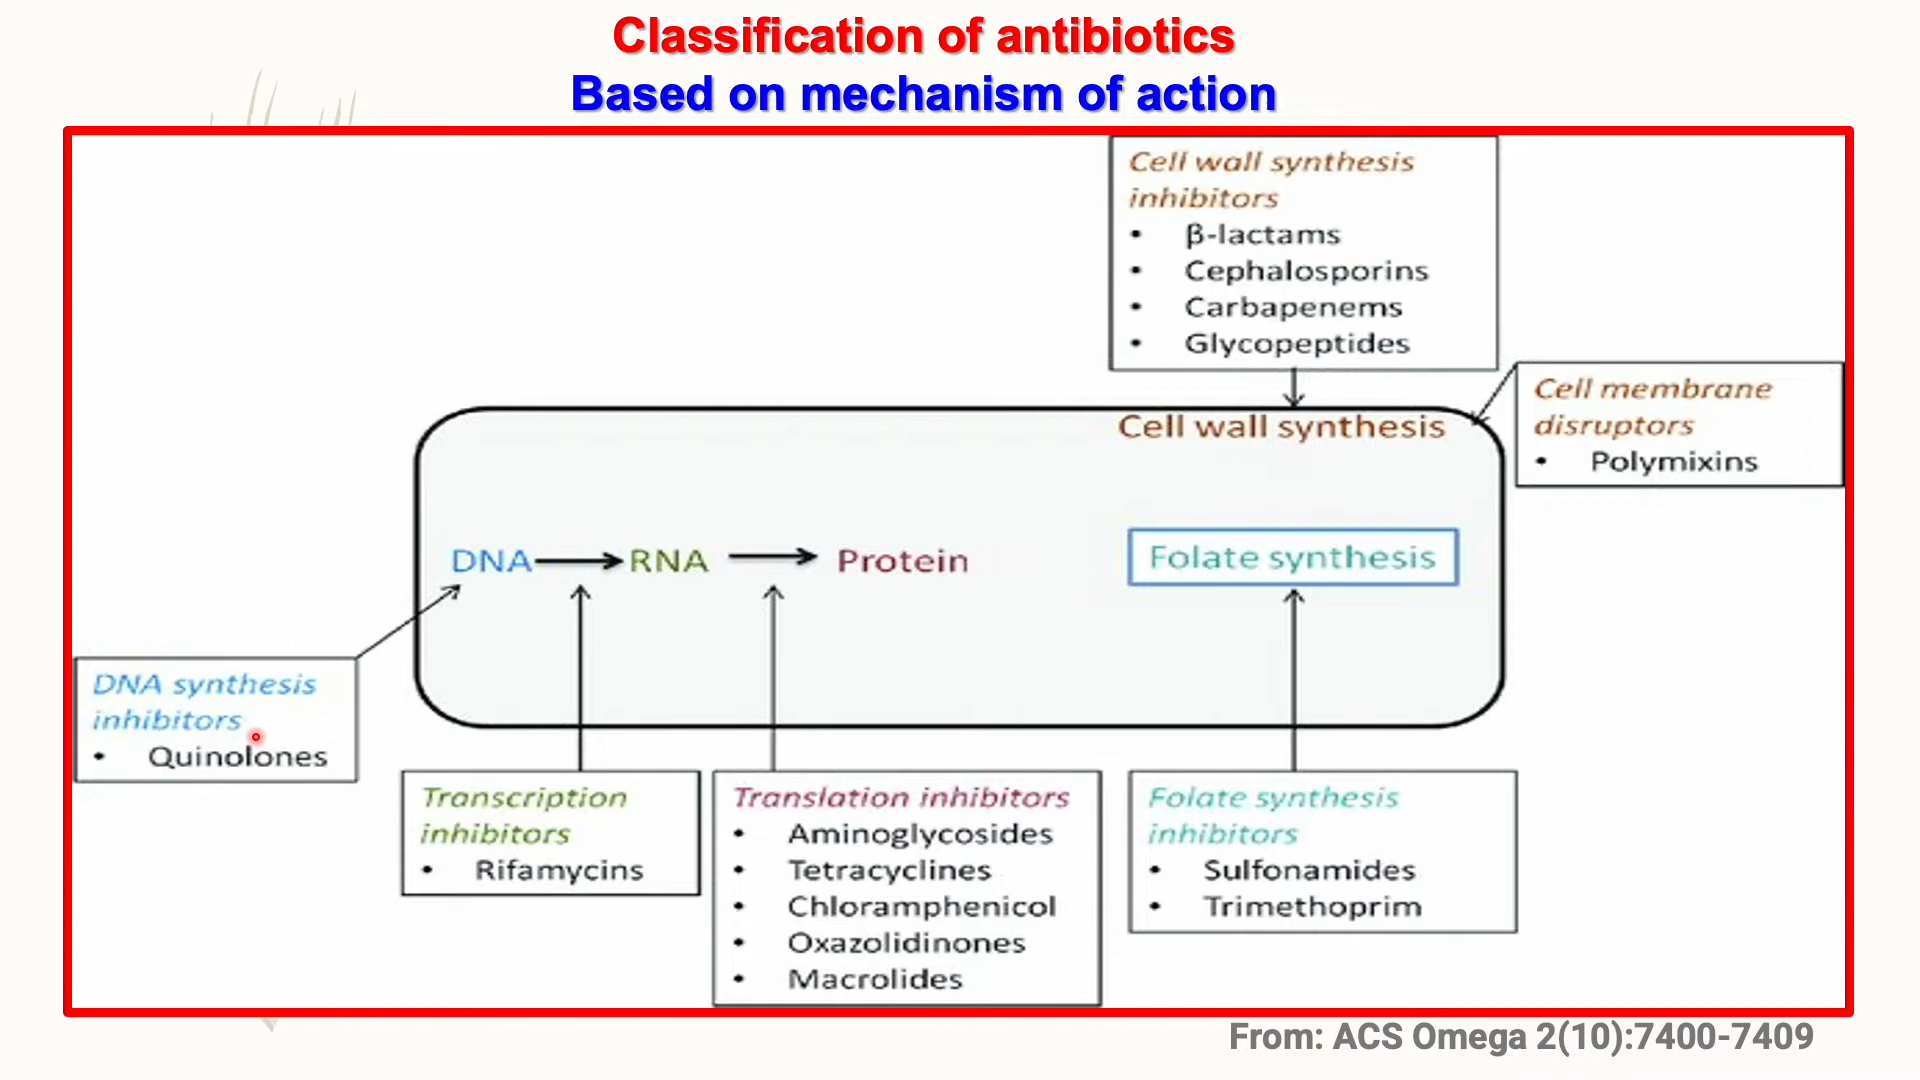 Classification of antibiotics
Based on mechanism of action
Cell wall synthesis
inhibitors
• β-lactams
• Cephalosporins
• Carbapenems
• Glycopeptides
Cell membrane
disruptors
• Polymixins
Cell wall synthesis
DNA
RNA
Protein
Folate synthesis
DNA synthesis
inhibitors
• Quinolones
Transcription
inhibitors
• Rifamycins
Translation inhibitors
• Aminoglycosides
• Tetracyclines
• Chloramphenicol
• Oxazolidinones
• Macrolides
Folate synthesis
inhibitors
• Sulfonamides
• Trimethoprim
From: ACS Omega 2(10):7400-7409